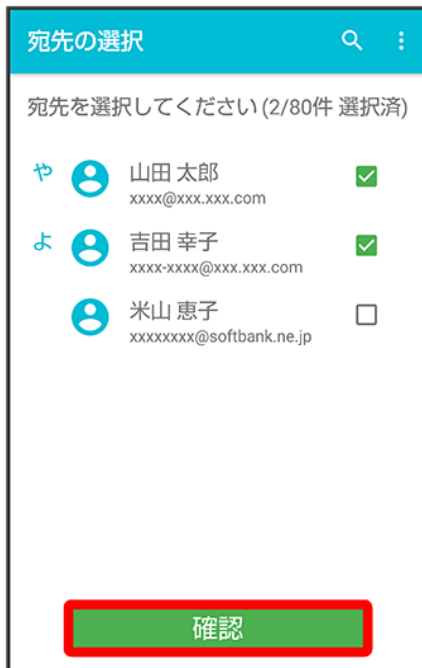 宛先の選択
宛先を選択してください (2/80件 選択済)
や
山田 太郎
xxxx@xxx.xxx.com
よ
吉田 幸子
xxxx-xxxx@xxx.xxx.com
米山 恵子
xxxxxxxx@softbank.ne.jp
確認